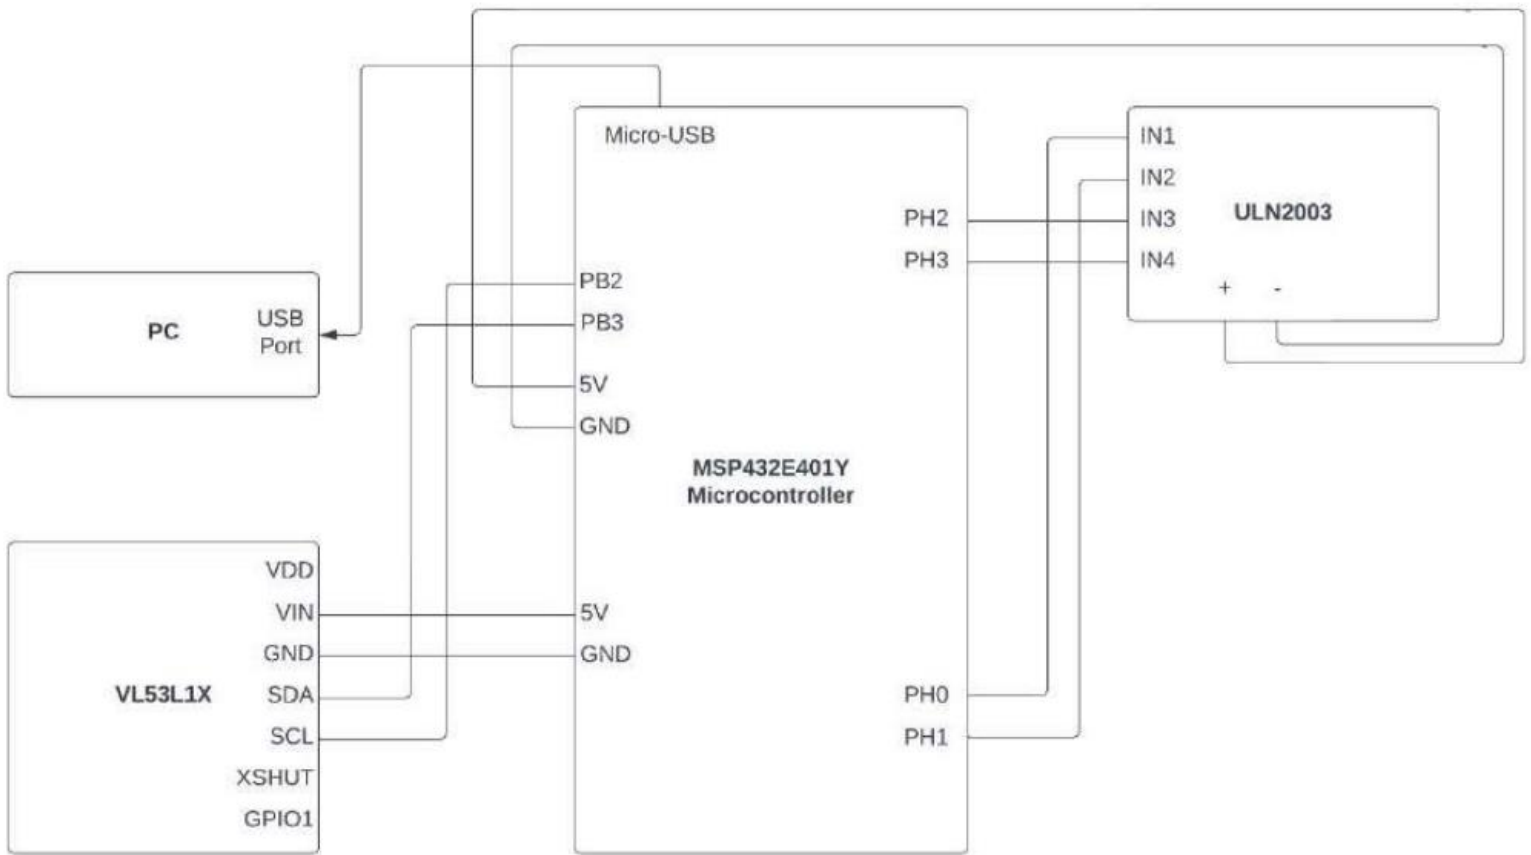 Micro-USB
PH2
PH3
PB2
PB3
5V
GND
MSP432E401Y
Microcontroller
5V
GND
PH0
PH1
IN1
IN2
IN3
IN4
ULN2003
+ -
PC
USB
Port
VDD
VIN
GND
VL53L1X
SDA
SCL
XSHUT
GPIO1